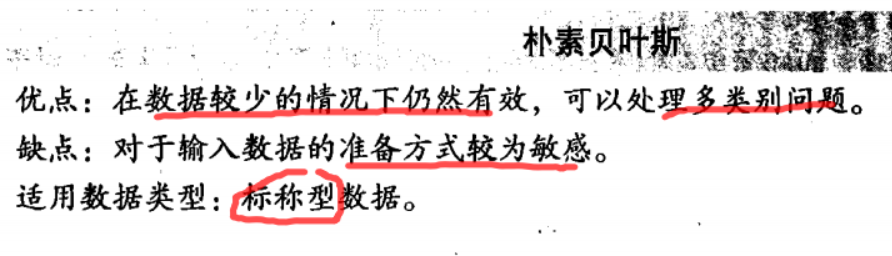 朴素贝叶斯
优点：在数据较少的情况下仍然有效，可以处理多类别问题。
缺点：对于输入数据的准备方式较为敏感。
适用数据类型：标称型数据。